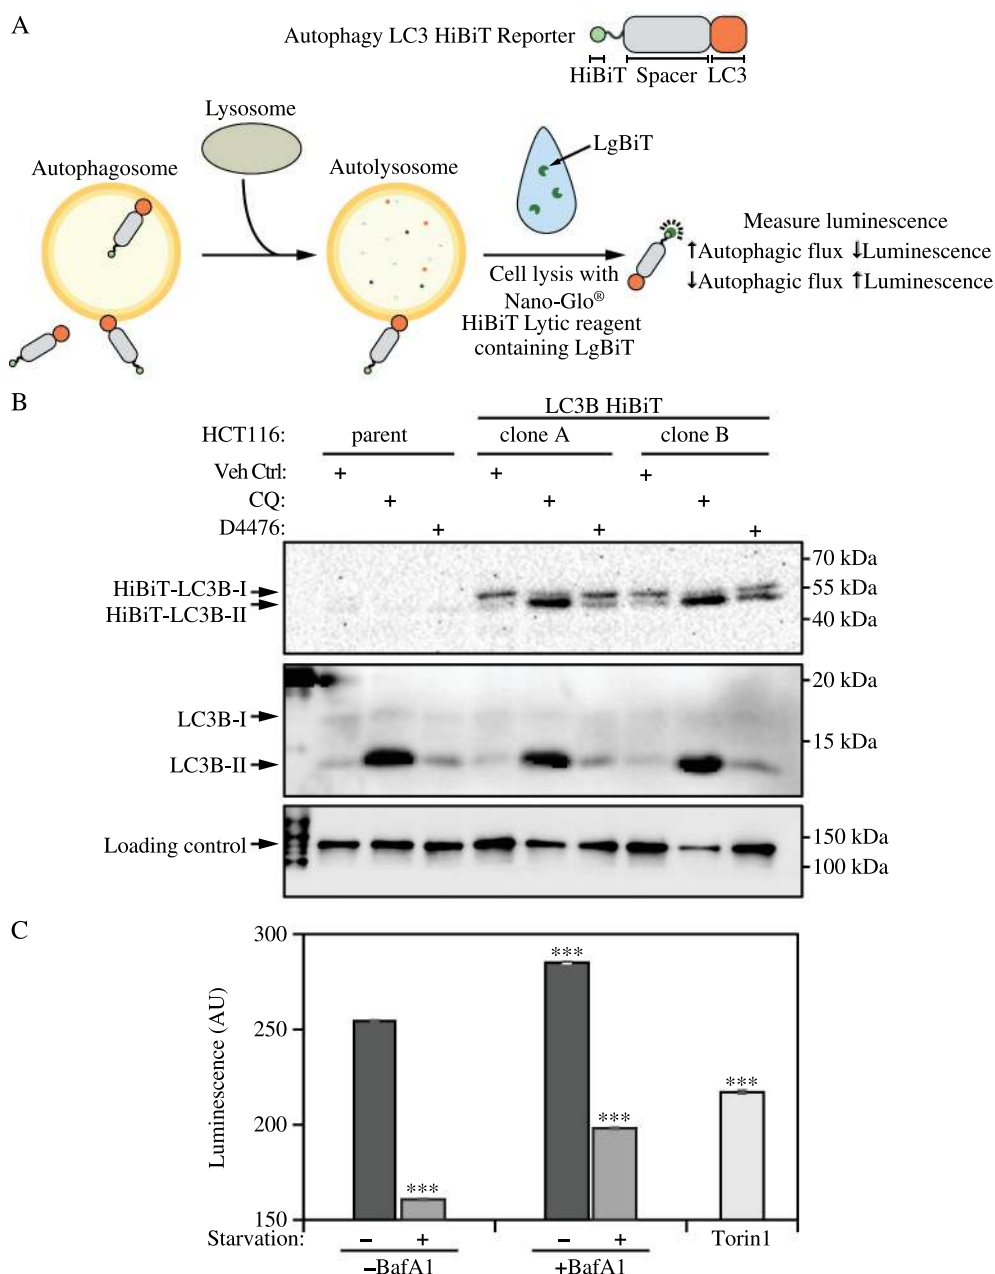 A
Autophagy LC3 HiBiT Reporter
HiBiT Spacer LC3
Lysosome
Autophagosome
Autolysosome
LgBiT
Cell lysis with
Nano-Glo®
HiBiT Lytic reagent
containing LgBiT
Measure luminescence
↑Autophagic flux ↓Luminescence
↓Autophagic flux ↑Luminescence
B
LC3B HiBiT
HCT116: parent clone A clone B
Veh Ctrl: + + +
CQ: + + +
D4476: + + +
HiBiT-LC3B-I
HiBiT-LC3B-II
70 kDa
55 kDa
40 kDa
LC3B-I
LC3B-II
20 kDa
15 kDa
Loading control
150 kDa
100 kDa
C
Luminescence (AU)
300
250
200
150
***
***
***
***
Starvation: – + – + Torin1
–BafA1 +BafA1